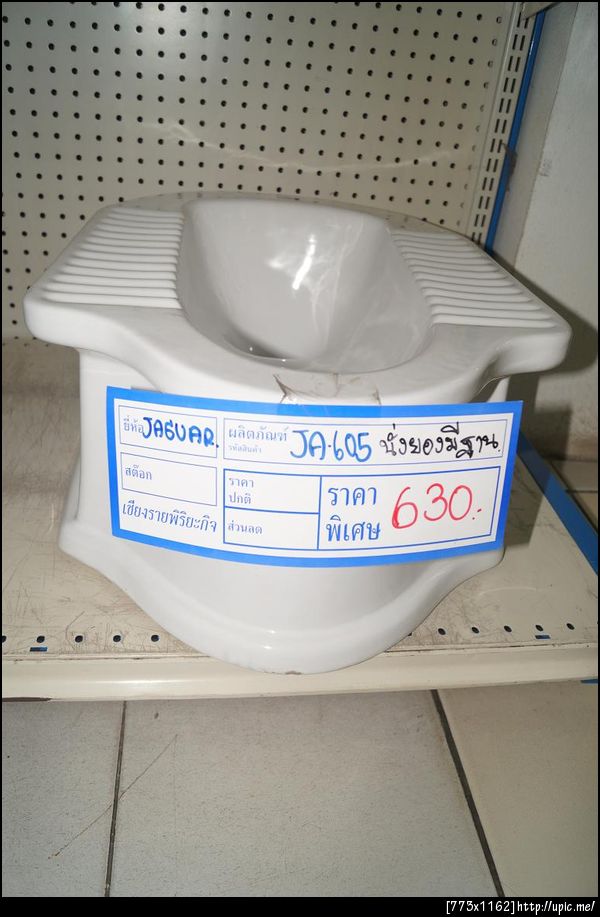 ยี่ห้อ JAGUAR.
ผลิตภัณฑ์ JA-605 นั่งยองมีฐาน.
รหัสสินค้า
สต๊อก
เชียงรายพิริยะกิจ
ราคา
ปกติ
ส่วนลด
ราคา
พิเศษ
630.-
[773x1162]http://upic.me/